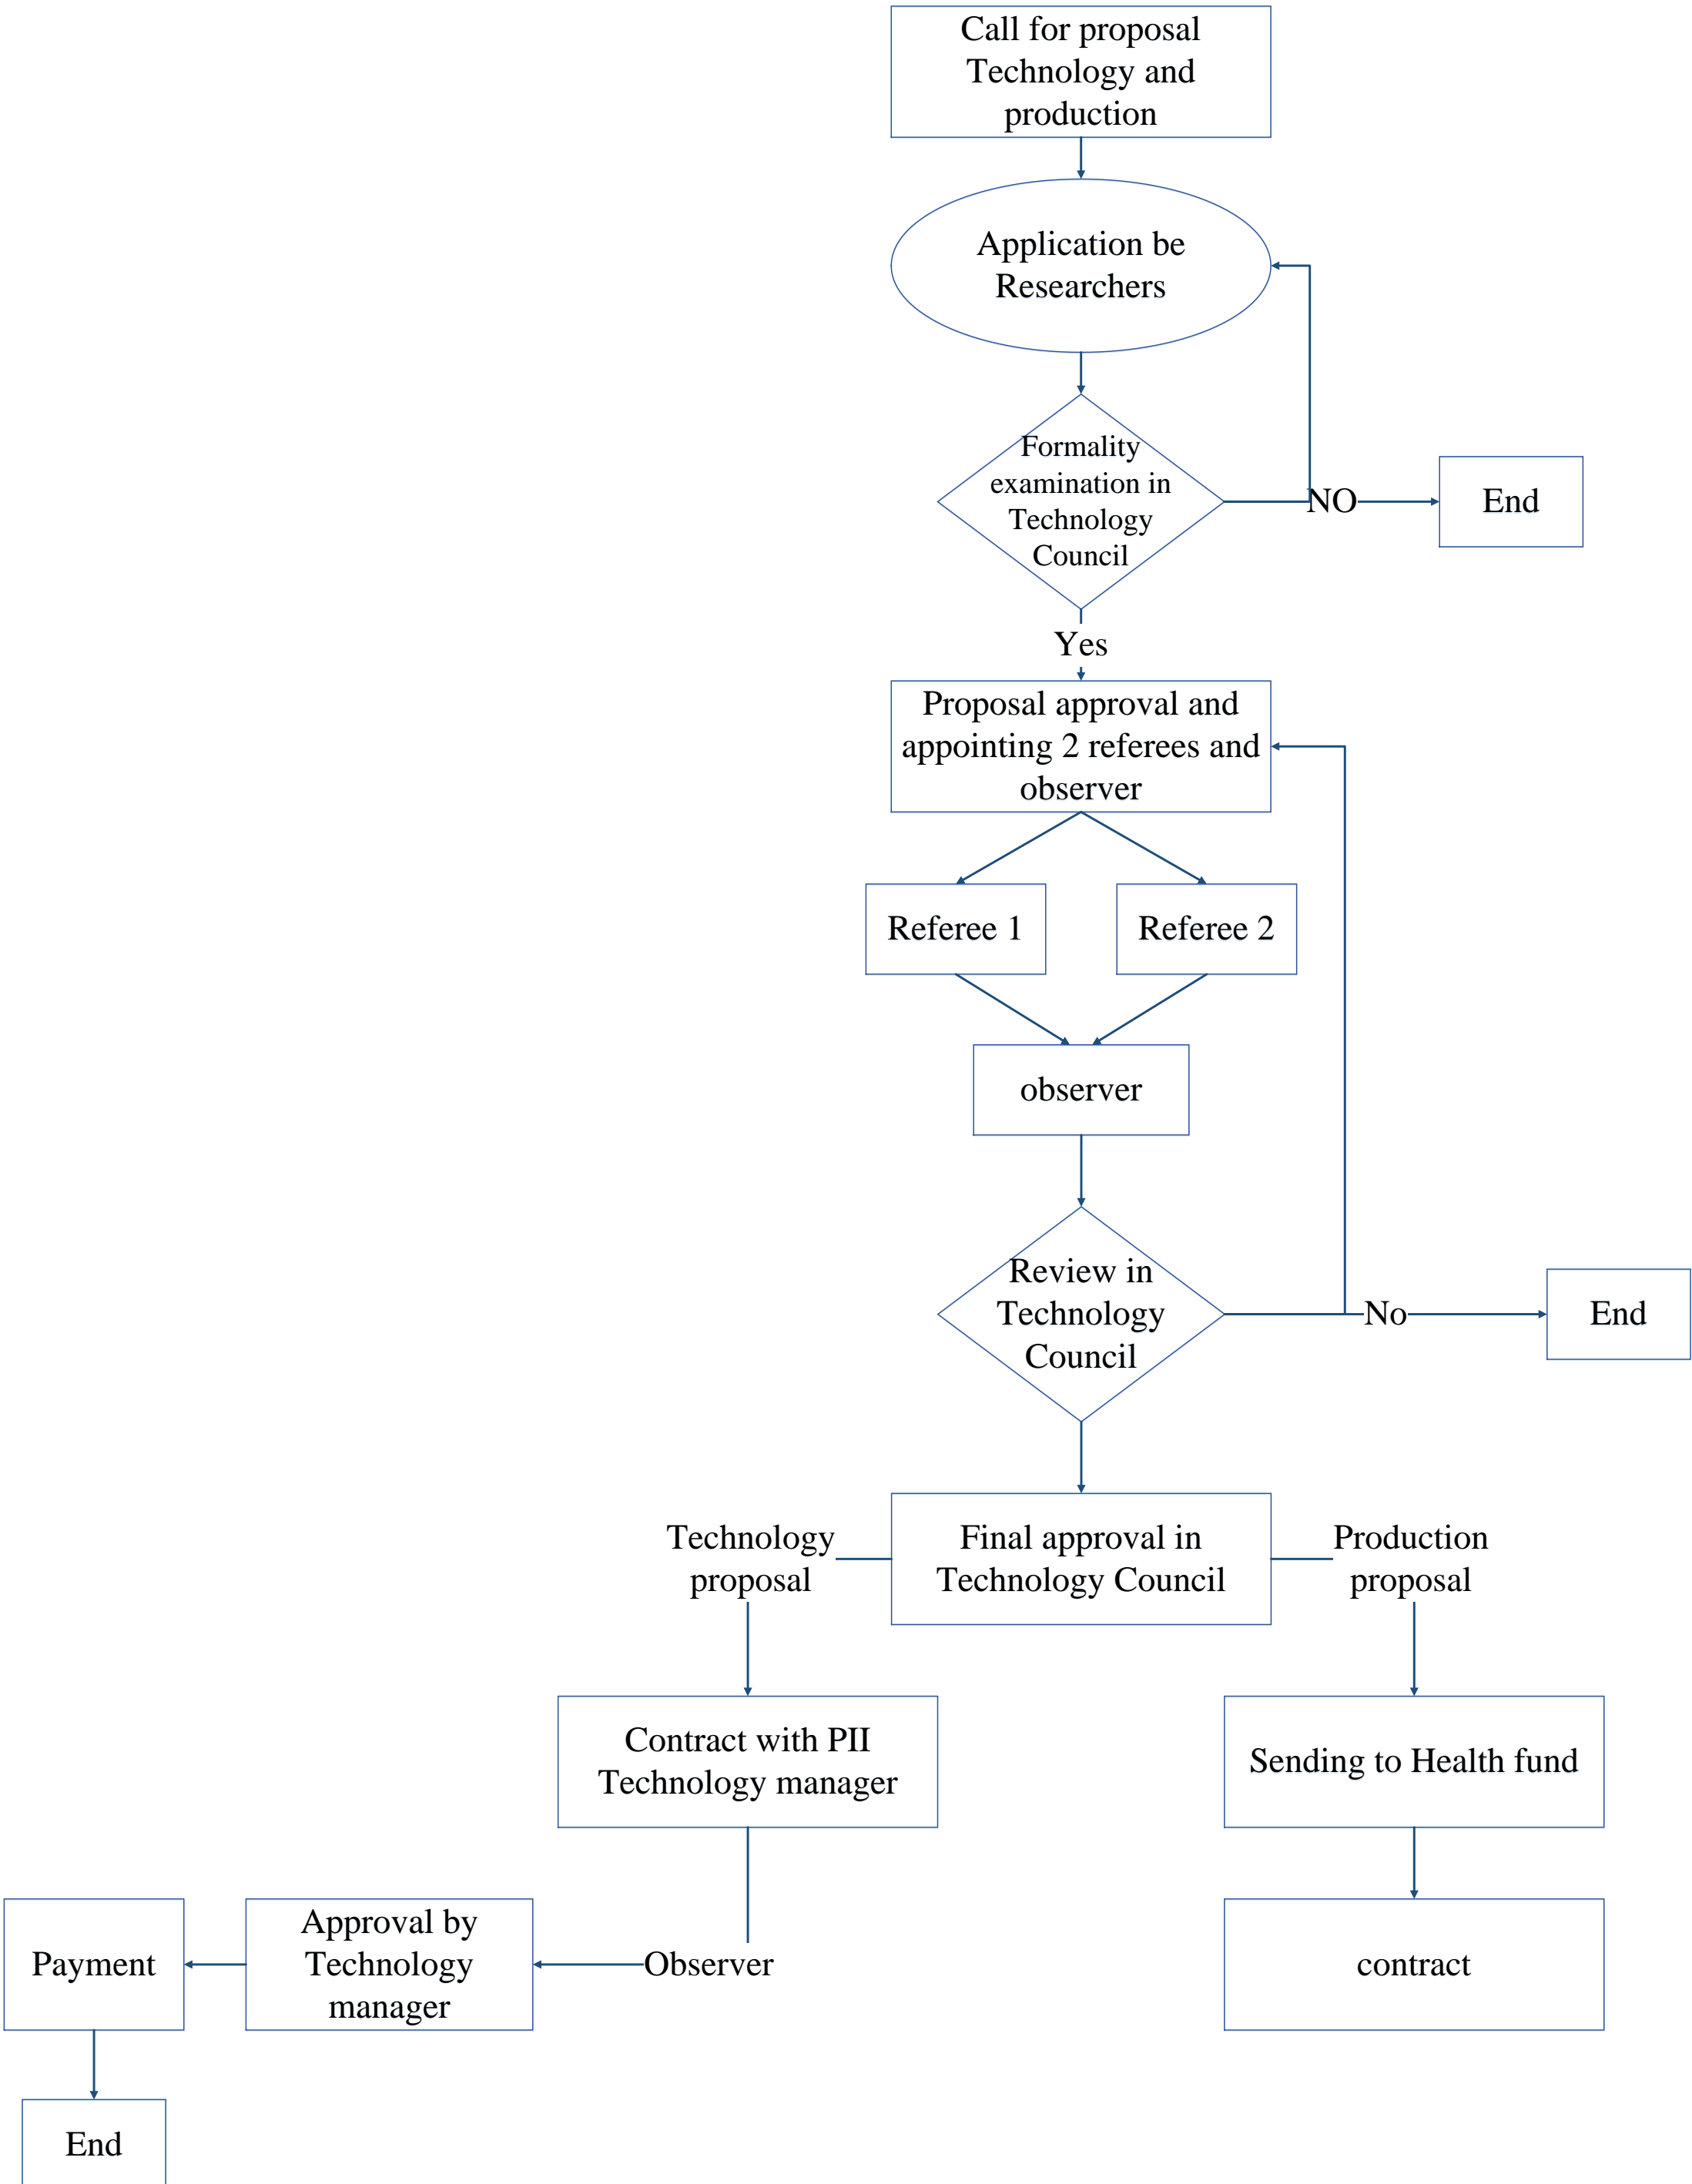 Call for proposal
Technology and
production
Application be
Researchers
Formality
examination in
Technology
Council
NO
End
Yes
Proposal approval and
appointing 2 referees and
observer
Referee 1
Referee 2
observer
Review in
Technology
Council
No
End
Final approval in
Technology Council
Technology
proposal
Production
proposal
Contract with PII
Technology manager
Sending to Health fund
Observer
Approval by
Technology
manager
Payment
End
contract